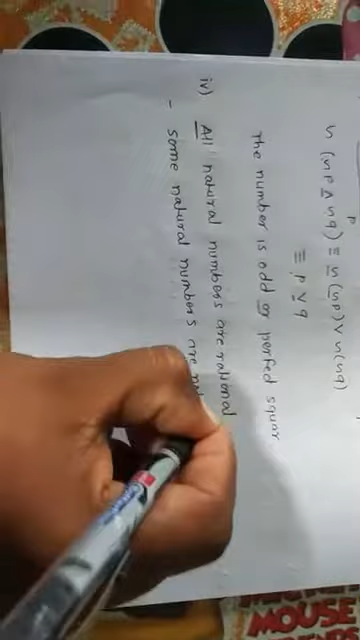 p
~(~p ∧ ~q) ≡ ~(~p) ∨ ~(~q)
≡ p ∨ q
The number is odd or perfect squar
iv) All natural numbers are rational
- some natural numbers are
MOUSE